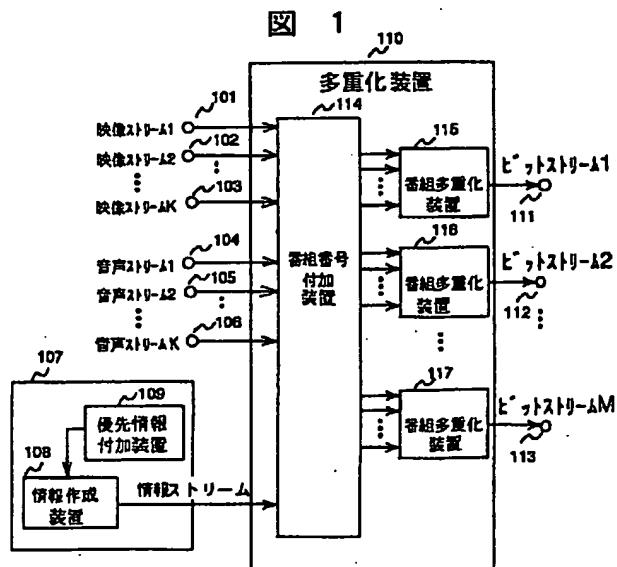 図 1
110
多重化装置
114
101
映像ストリーム1
102
映像ストリーム2
103
映像ストリームK
104
音声ストリーム1
105
音声ストリーム2
106
音声ストリームK
番組番号
付加
装置
115
番組多重化
装置
ビットストリーム1
111
116
番組多重化
装置
ビットストリーム2
112
117
番組多重化
装置
ビットストリームM
113
107
109
優先情報
付加装置
108
情報作成
装置
情報ストリーム